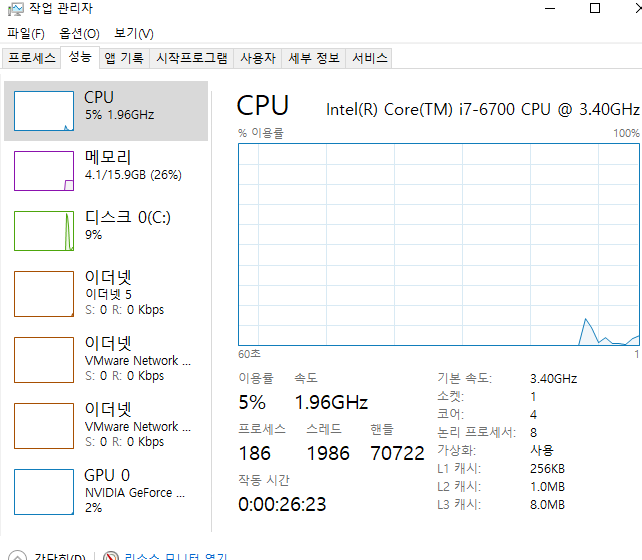 작업 관리자
파일(F) 옵션(O) 보기(V)
프로세스 성능 앱 기록 시작프로그램 사용자 세부 정보 서비스
CPU
5% 1.96GHz
메모리
4.1/15.9GB (26%)
디스크 0(C:)
9%
이더넷
이더넷 5
S: 0 R: 0 Kbps
이더넷
VMware Network ...
S: 0 R: 0 Kbps
이더넷
VMware Network ...
S: 0 R: 0 Kbps
GPU 0
NVIDIA GeForce ...
2%
CPU Intel(R) Core(TM) i7-6700 CPU @ 3.40GHz
% 이용률 100%
60초
이용률 속도
5% 1.96GHz
프로세스 스레드 핸들
186 1986 70722
작동 시간
0:00:26:23
기본 속도: 3.40GHz
소켓: 1
코어: 4
논리 프로세서: 8
가상화: 사용
L1 캐시: 256KB
L2 캐시: 1.0MB
L3 캐시: 8.0MB
간단히(D) 리소스 모니터 열기